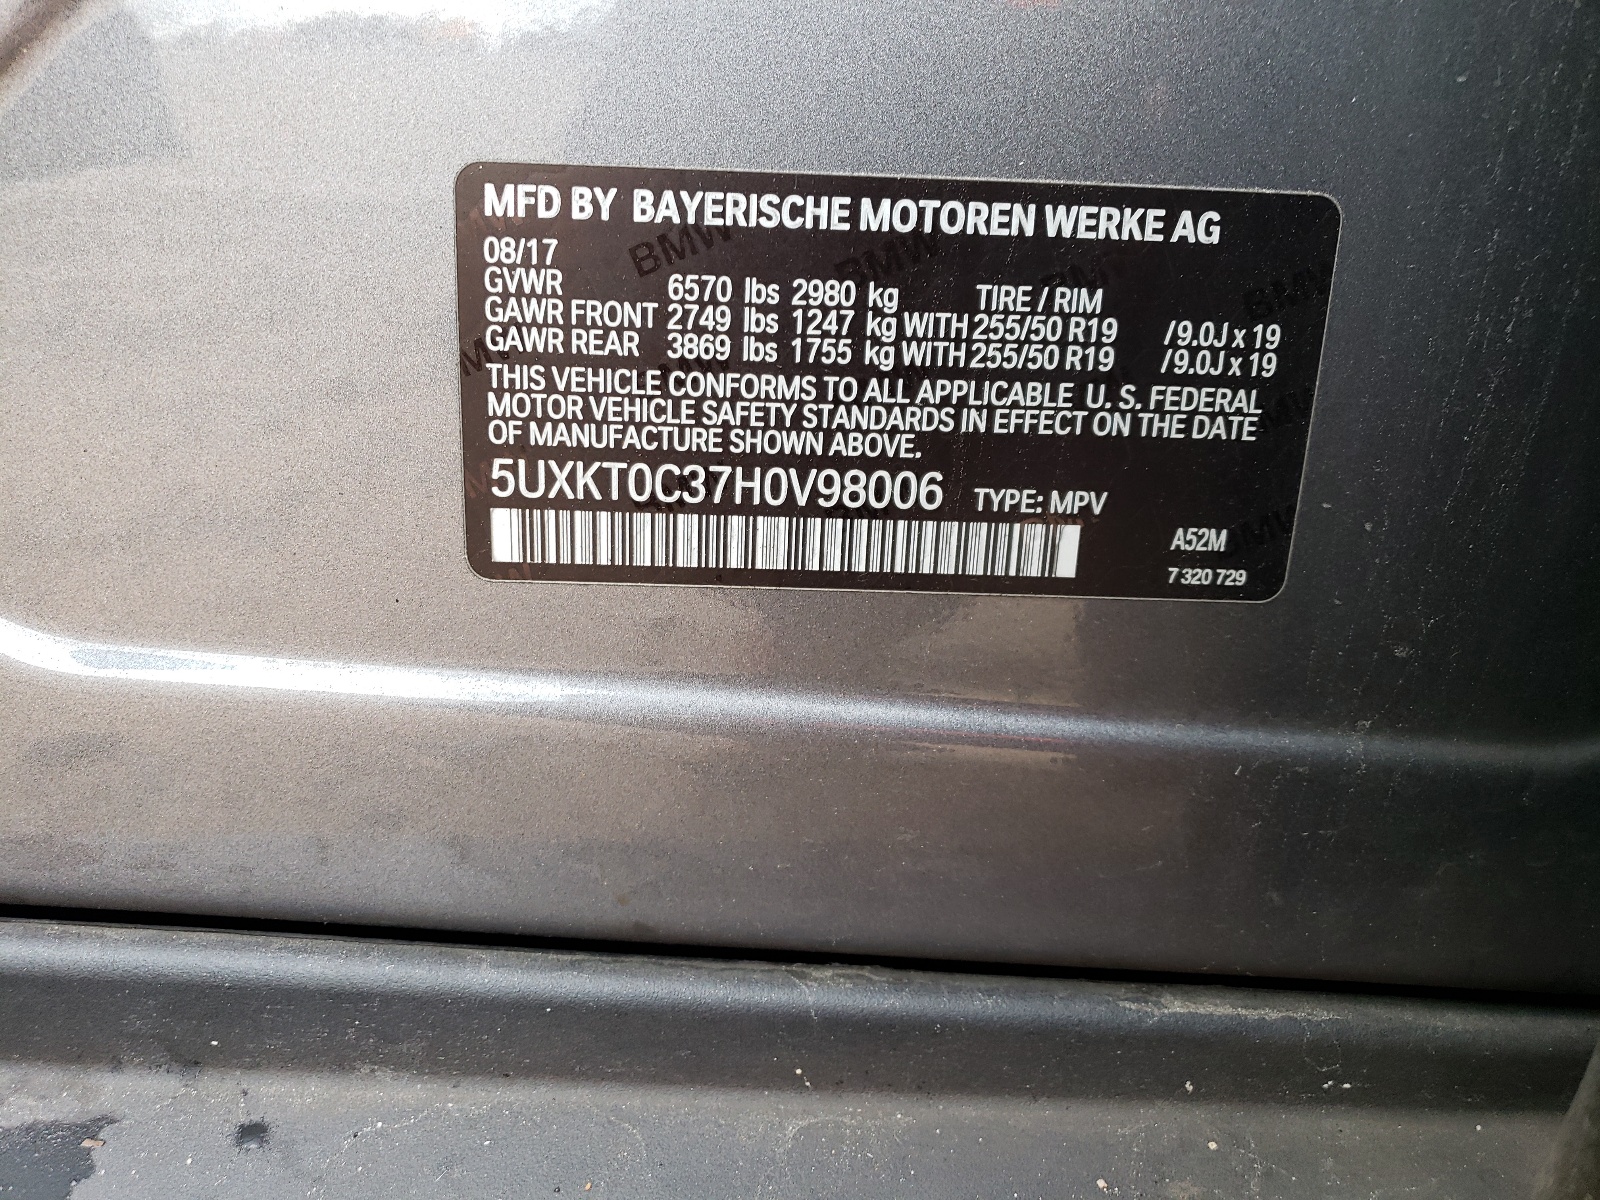 MFD BY BAYERISCHE MOTOREN WERKE AG
08/17
GVWR 6570 lbs 2980 kg TIRE / RIM
GAWR FRONT 2749 lbs 1247 kg WITH 255/50 R19 /9.0J x 19
GAWR REAR 3869 lbs 1755 kg WITH 255/50 R19 /9.0J x 19
THIS VEHICLE CONFORMS TO ALL APPLICABLE U. S. FEDERAL
MOTOR VEHICLE SAFETY STANDARDS IN EFFECT ON THE DATE
OF MANUFACTURE SHOWN ABOVE.
5UXKT0C37H0V98006 TYPE: MPV
A52M
7 320 729